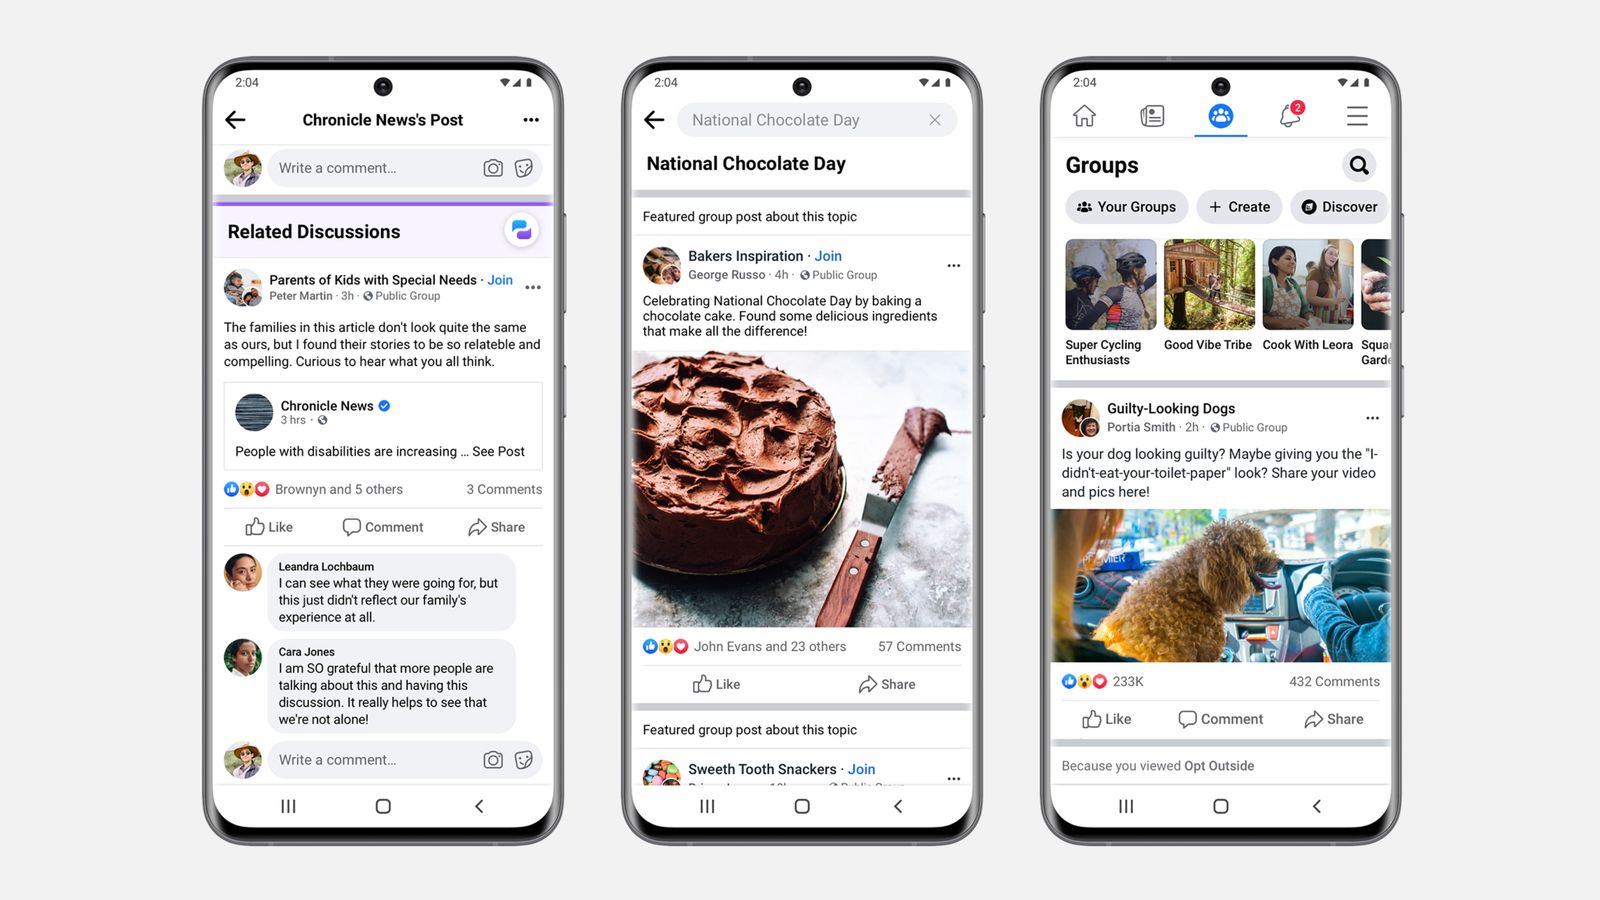 2:04
Chronicle News's Post
Write a comment...
Related Discussions
Parents of Kids with Special Needs · Join
Peter Martin · 3h · Public Group
The families in this article don't look quite the same
as ours, but I found their stories to be so relateble and
compelling. Curious to hear what you all think.
Chronicle News
3 hrs ·
People with disabilities are increasing ... See Post
Brownyn and 5 others 3 Comments
Like Comment Share
Leandra Lochbaum
I can see what they were going for, but
this just didn't reflect our family's
experience at all.
Cara Jones
I am SO grateful that more people are
talking about this and having this
discussion. It really helps to see that
we're not alone!
Write a comment...
2:04
National Chocolate Day
National Chocolate Day
Featured group post about this topic
Bakers Inspiration · Join
George Russo · 4h · Public Group
Celebrating National Chocolate Day by baking a
chocolate cake. Found some delicious ingredients
that make all the difference!
John Evans and 23 others 57 Comments
Like Share
Featured group post about this topic
Sweeth Tooth Snackers · Join
2:04
2
Groups
Your Groups + Create Discover
Super Cycling
Enthusiasts
Good Vibe Tribe
Cook With Leora
Squa
Garde
Guilty-Looking Dogs
Portia Smith · 2h · Public Group
Is your dog looking guilty? Maybe giving you the "I-
didn't-eat-your-toilet-paper" look? Share your video
and pics here!
233K 432 Comments
Like Comment Share
Because you viewed Opt Outside